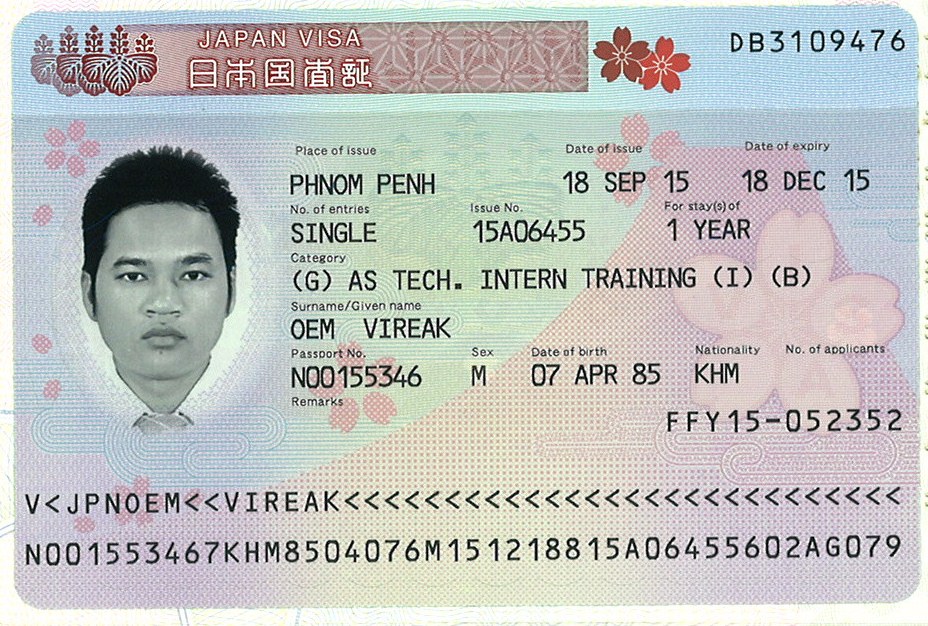 JAPAN VISA
日本国査証
DB3109476
Place of issue Date of issue Date of expiry
PHNOM PENH 18 SEP 15 18 DEC 15
No. of entries Issue No. For stay(s) of
SINGLE 15A06455 1 YEAR
Category
(G) AS TECH. INTERN TRAINING (I) (B)
Surname/Given name
OEM VIREAK
Passport No. Sex Date of birth Nationality No. of applicants
N00155346 M 07 APR 85 KHM
Remarks
FFY15-052352
V<JPNOEM<<VIREAK<<<<<<<<<<<<<<<<<<<<<<<<<<<<
N001553467KHM8504076M151218815A06455602AG079